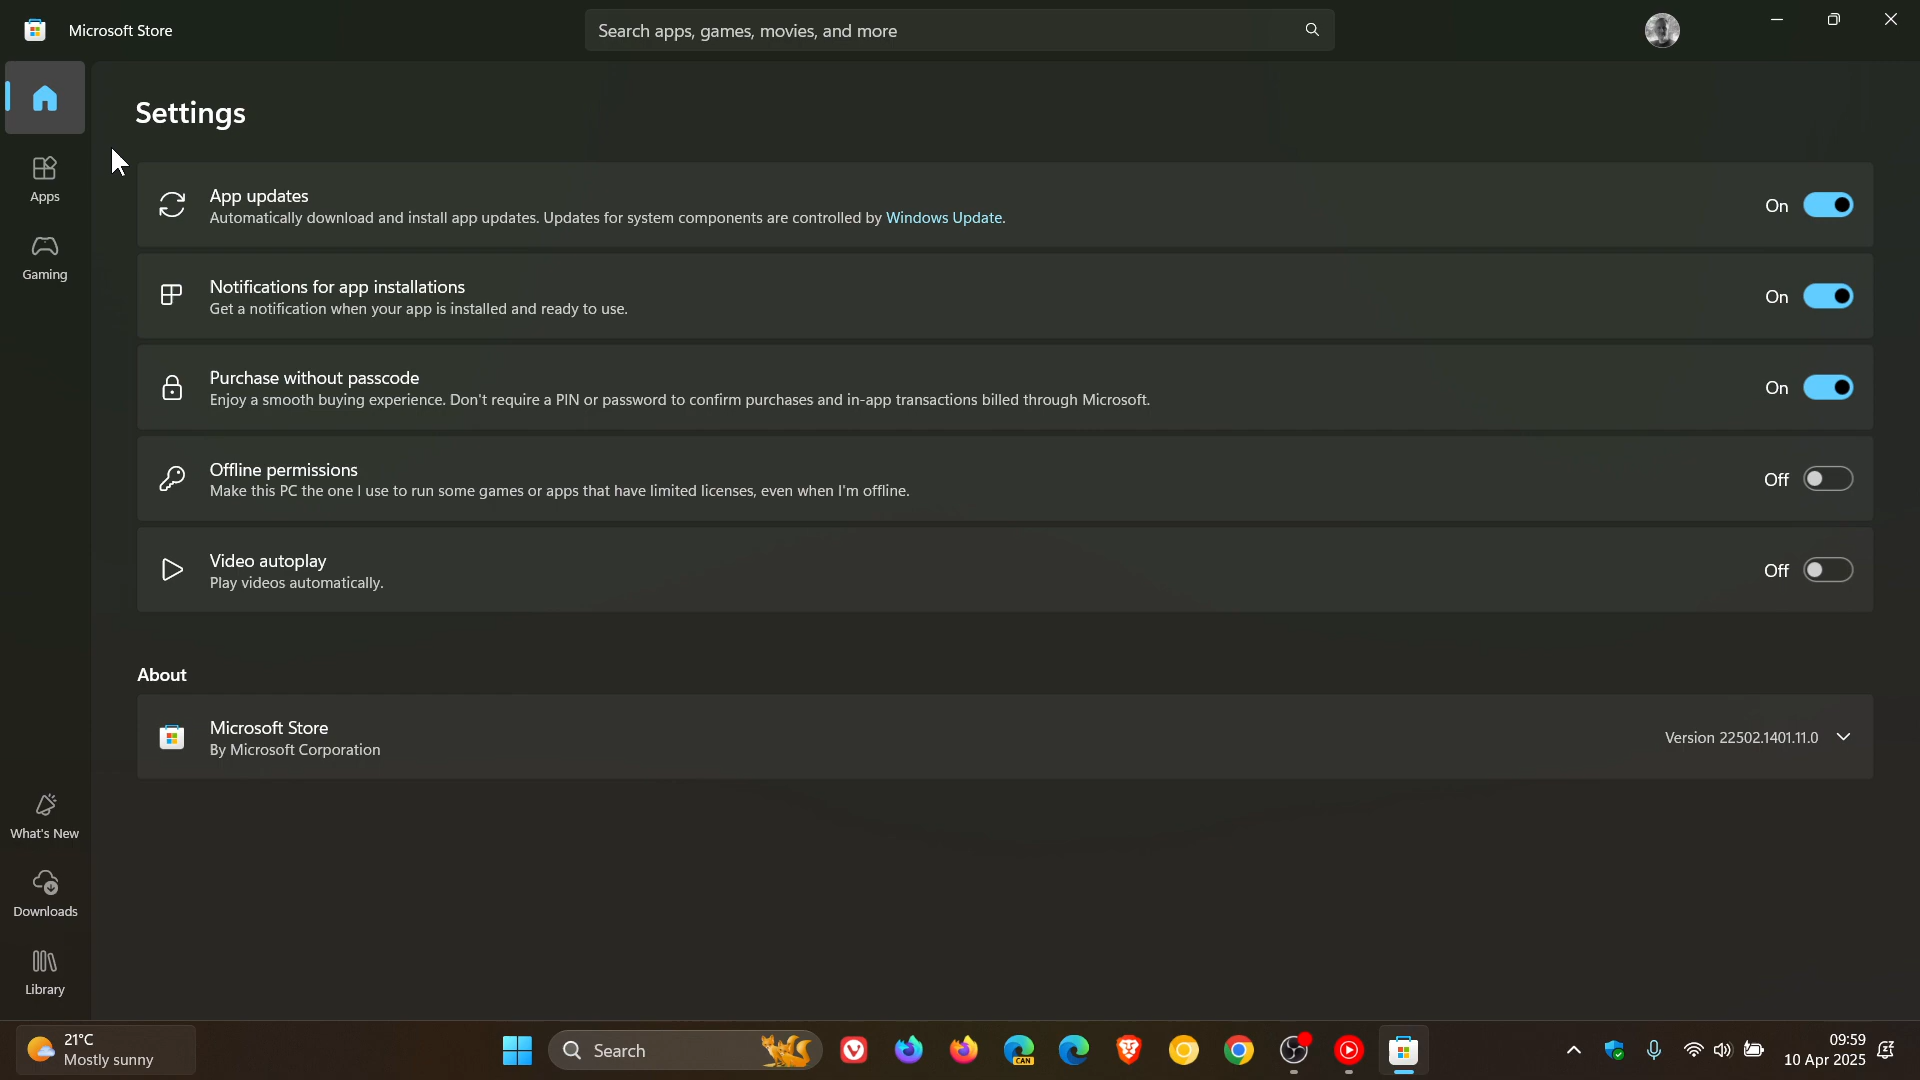 Microsoft Store
Search apps, games, movies, and more
Settings
Apps
Gaming
App updates
Automatically download and install app updates. Updates for system components are controlled by Windows Update.
On
Notifications for app installations
Get a notification when your app is installed and ready to use.
On
Purchase without passcode
Enjoy a smooth buying experience. Don't require a PIN or password to confirm purchases and in-app transactions billed through Microsoft.
On
Offline permissions
Make this PC the one I use to run some games or apps that have limited licenses, even when I'm offline.
Off
Video autoplay
Play videos automatically.
Off
About
Microsoft Store
By Microsoft Corporation
Version 22502.1401.11.0
What's New
Downloads
Library
21°C
Mostly sunny
Search
CAN
09:59
10 Apr 2025